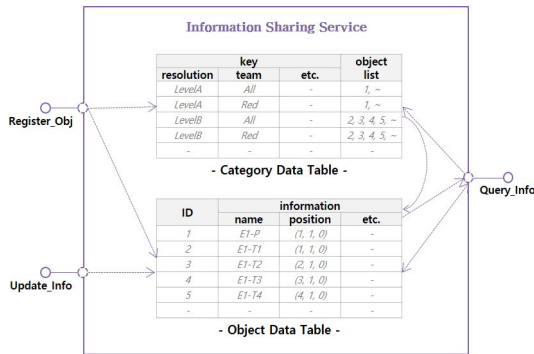 Information Sharing Service
key object
resolution team etc. list
LevelA All - 1, ~
LevelA Red - 1, ~
LevelB All - 2, 3, 4, 5, ~
LevelB Red - 2, 3, 4, 5, ~
- - - -
- Category Data Table -
Register_Obj
Query_Info
ID information
name position etc.
1 E1-P (1, 1, 0) -
2 E1-T1 (1, 1, 0) -
3 E1-T2 (2, 1, 0) -
4 E1-T3 (3, 1, 0) -
5 E1-T4 (4, 1, 0) -
- - - -
Update_Info
- Object Data Table -